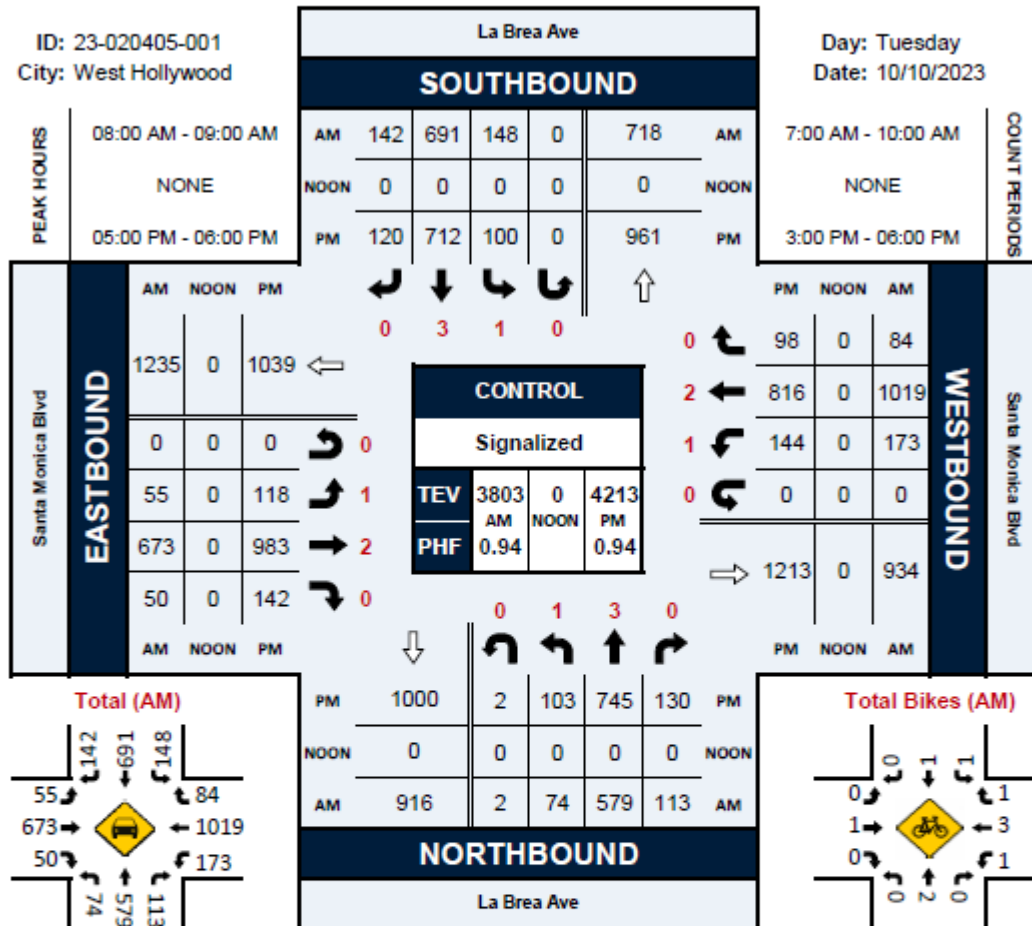 La Brea Ave
ID: 23-020405-001
City: West Hollywood
Day: Tuesday
Date: 10/10/2023
SOUTHBOUND
PEAK HOURS
08:00 AM - 09:00 AM
NONE
05:00 PM - 06:00 PM
AM 142 691 148 0 718 AM
NOON 0 0 0 0 0 NOON
PM 120 712 100 0 961 PM
7:00 AM - 10:00 AM
NONE
3:00 PM - 06:00 PM
COUNT PERIODS
0 3 1 0
Santa Monica Blvd
EASTBOUND
AM NOON PM
1235 0 1039
0 0 0 0
55 0 118 1
673 0 983 2
50 0 142 0
AM NOON PM
CONTROL
Signalized
TEV 3803 0 4213
AM NOON PM
PHF 0.94 0.94
PM NOON AM
0 98 0 84
2 816 0 1019
1 144 0 173
0 0 0 0
1213 0 934
PM NOON AM
WESTBOUND
Santa Monica Blvd
0 1 3 0
PM 1000 2 103 745 130 PM
NOON 0 0 0 0 0 NOON
AM 916 2 74 579 113 AM
NORTHBOUND
La Brea Ave
Total (AM)
142 691 148
55 84
673 1019
50 173
74 579 113
Total Bikes (AM)
0 1 1
0 1
1 3
0 1
0 2 0